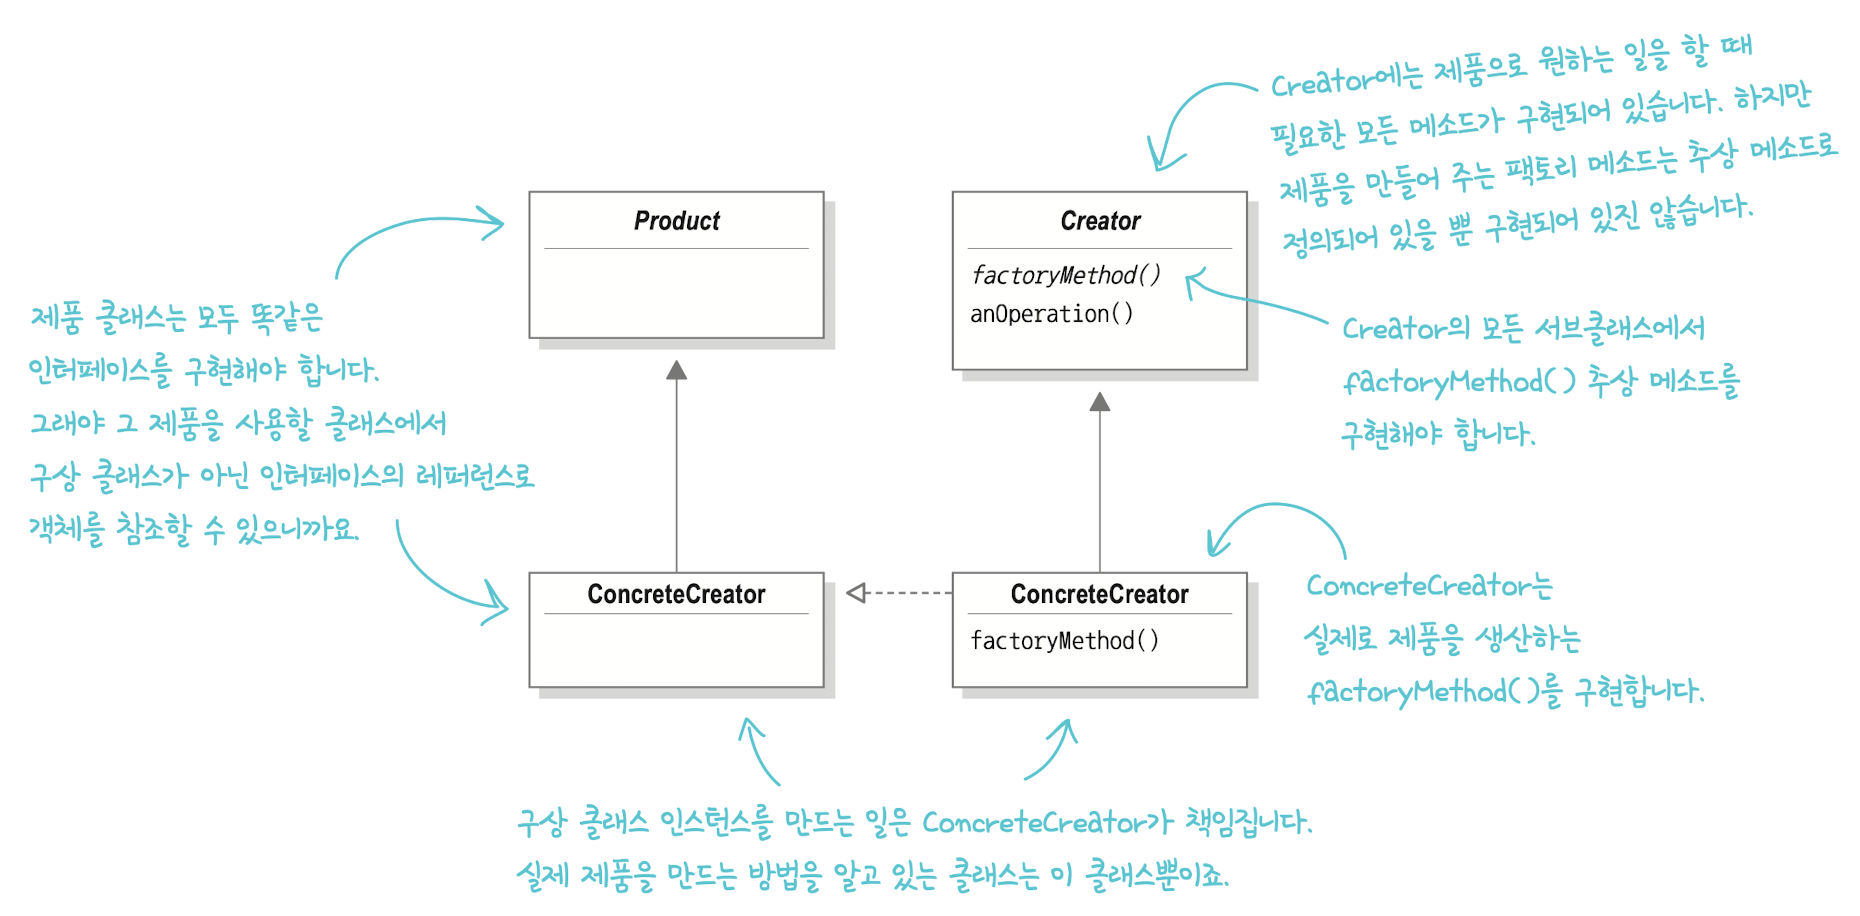 Creator에는 제품으로 원하는 일을 할 때
필요한 모든 메소드가 구현되어 있습니다. 하지만
제품을 만들어 주는 팩토리 메소드는 추상 메소드로
정의되어 있을 뿐 구현되어 있진 않습니다.
Product
Creator
factoryMethod()
anOperation()
제품 클래스는 모두 똑같은
인터페이스를 구현해야 합니다.
그래야 그 제품을 사용할 클래스에서
구상 클래스가 아닌 인터페이스의 레퍼런스로
객체를 참조할 수 있으니까요.
Creator의 모든 서브클래스에서
factoryMethod() 추상 메소드를
구현해야 합니다.
ConcreteCreator
ConcreteCreator
factoryMethod()
ConcreteCreator는
실제로 제품을 생산하는
factoryMethod()를 구현합니다.
구상 클래스 인스턴스를 만드는 일은 ConcreteCreator가 책임집니다.
실제 제품을 만드는 방법을 알고 있는 클래스는 이 클래스뿐이죠.